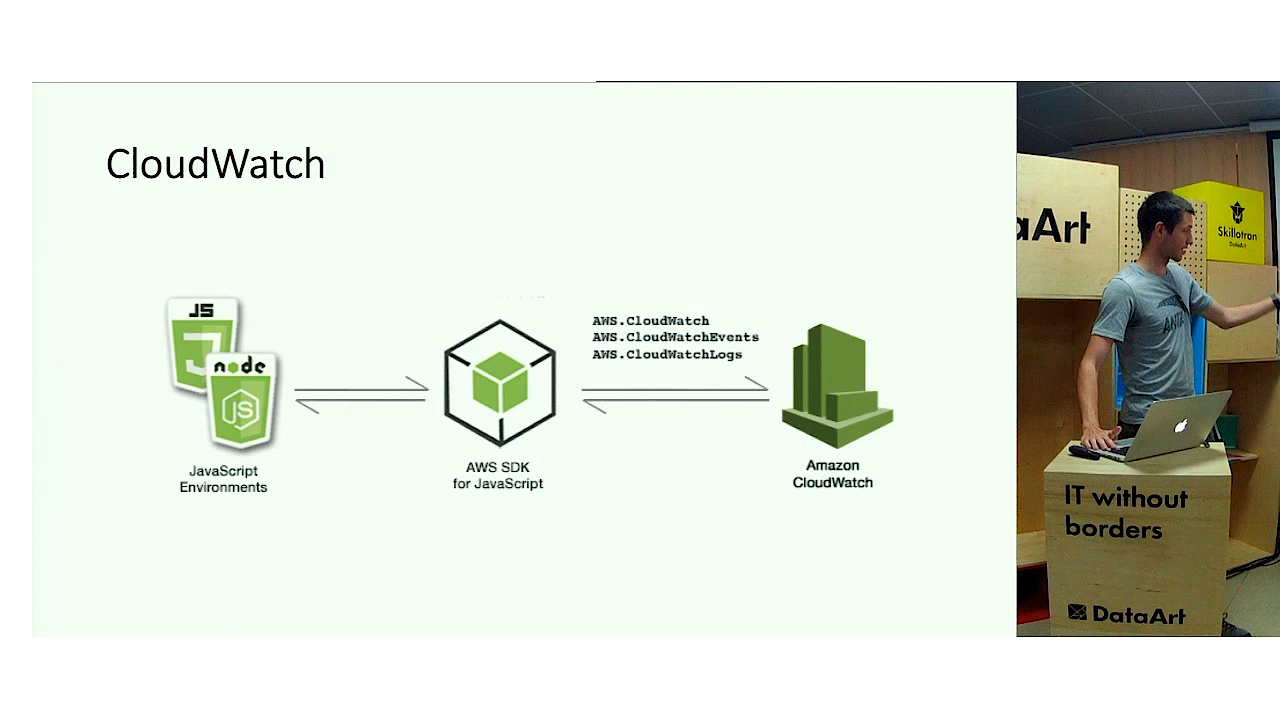 CloudWatch
JS
node
JS
AWS.CloudWatch
AWS.CloudWatchEvents
AWS.CloudWatchLogs
JavaScript
Environments
AWS SDK
for JavaScript
Amazon
CloudWatch
aArt
Skillotron
DataArt
IT without
borders
DataArt